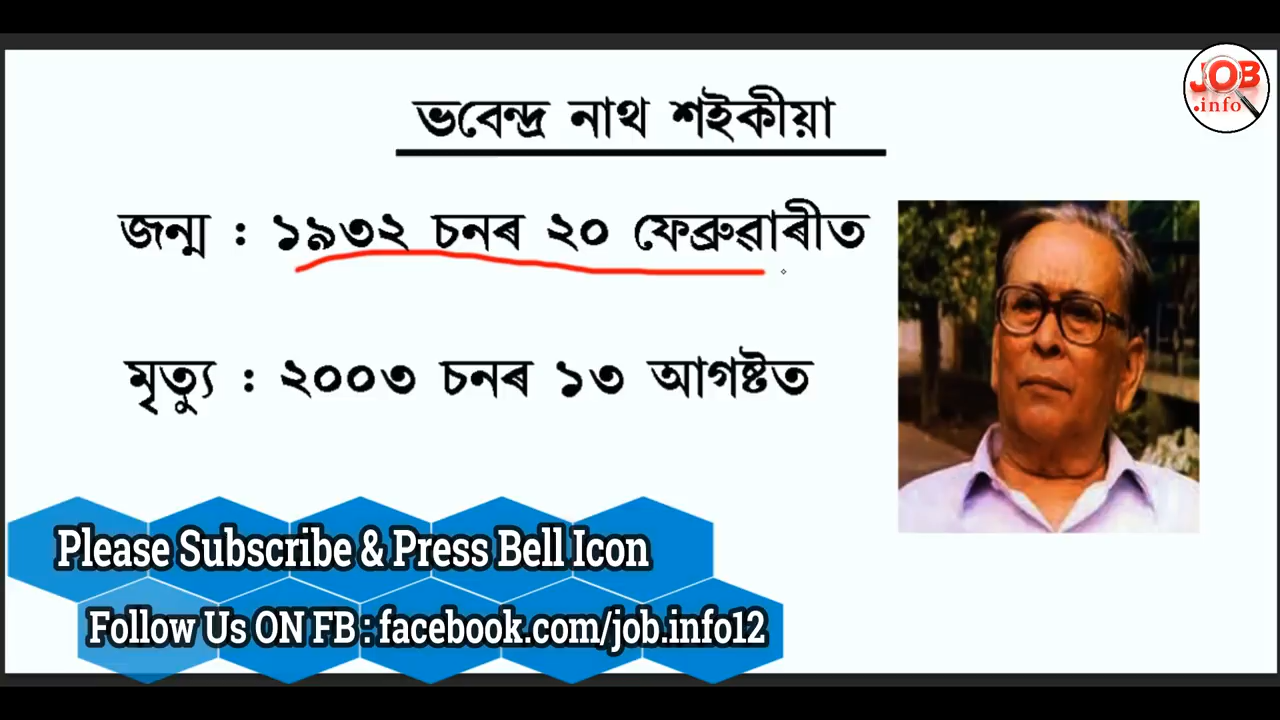 JOB
.info
ভবেন্দ্ৰ নাথ শইকীয়া
জন্ম : ১৯৩২ চনৰ ২০ ফেব্ৰুৱাৰীত
মৃত্যু : ২০০৩ চনৰ ১৩ আগষ্টত
Please Subscribe & Press Bell Icon
Follow Us ON FB : facebook.com/job.info12